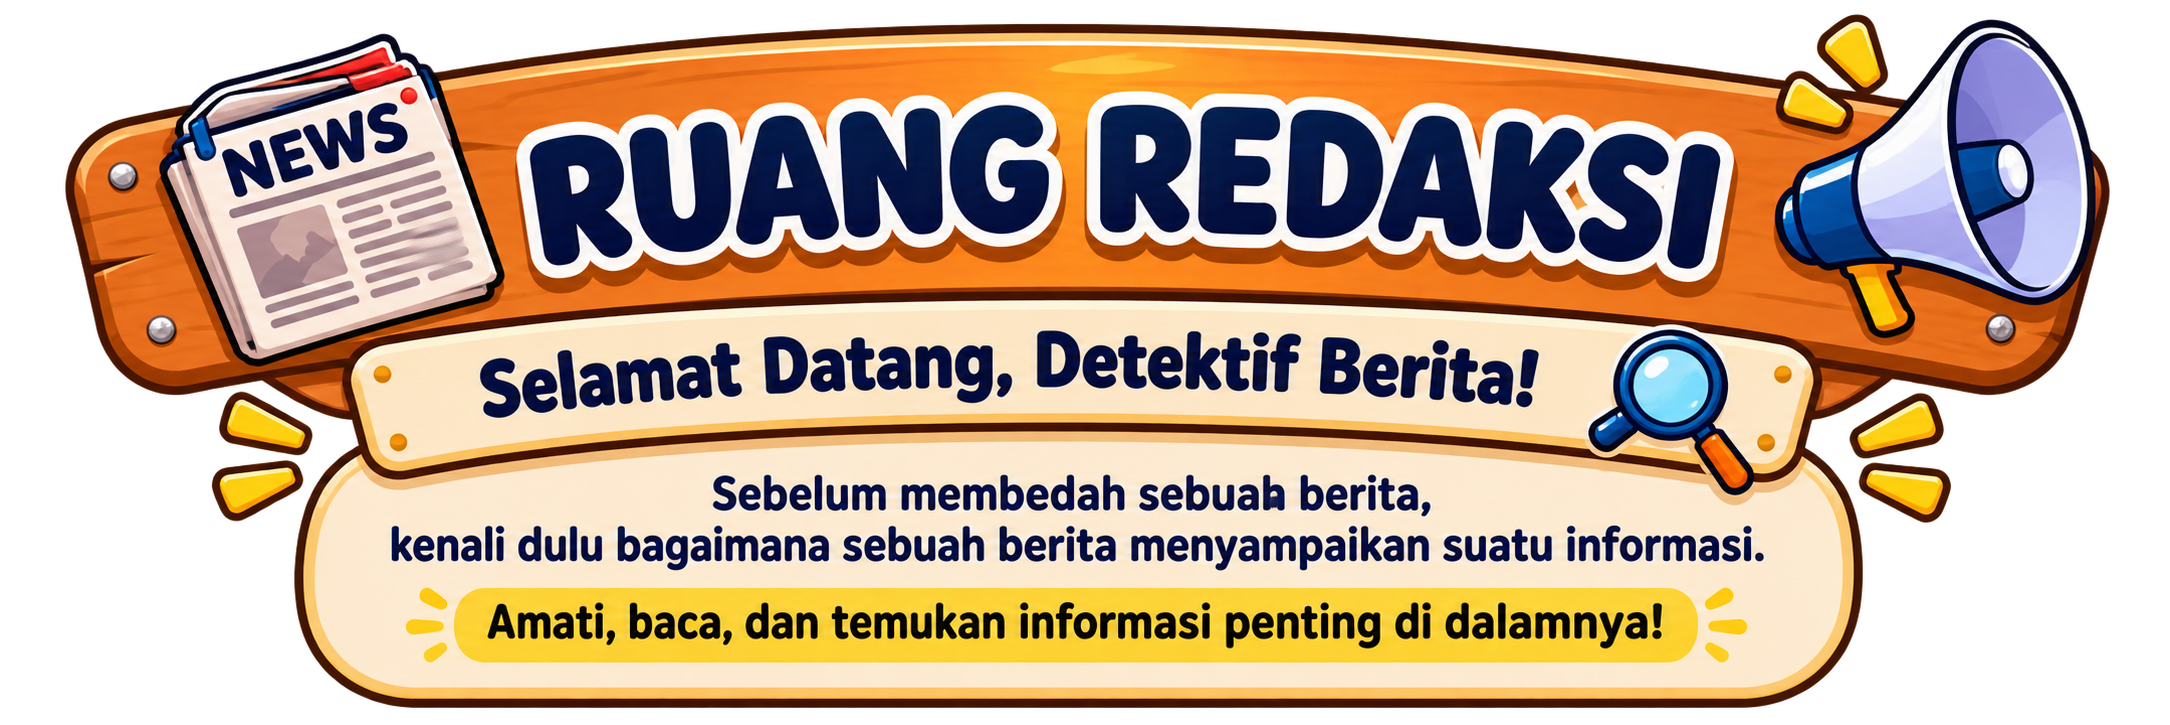 NEWS
RUANG REDAKSI
Selamat Datang, Detektif Berita!
Sebelum membedah sebuah berita,
kenali dulu bagaimana sebuah berita menyampaikan suatu informasi.
Amati, baca, dan temukan informasi penting di dalamnya!